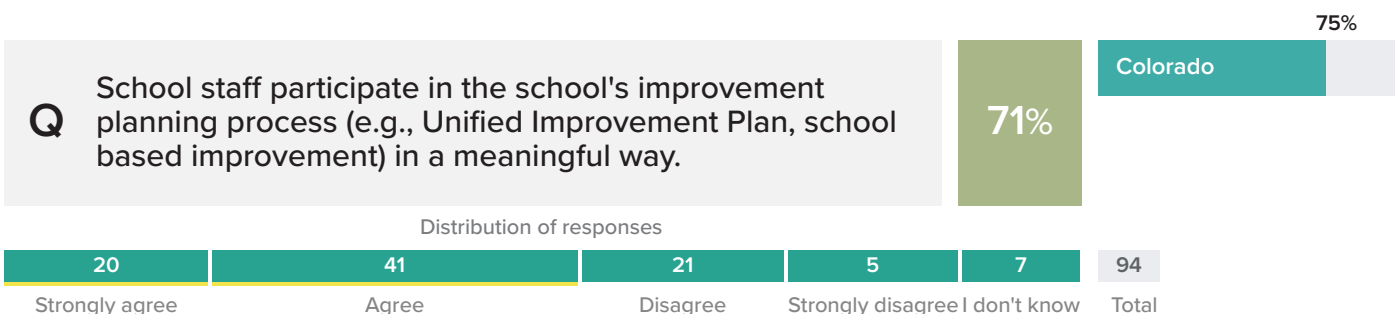 75%
Q
School staff participate in the school's improvement
planning process (e.g., Unified Improvement Plan, school
based improvement) in a meaningful way.
71%
Colorado
Distribution of responses
20 41 21 5 7 94
Strongly agree Agree Disagree Strongly disagree I don't know Total